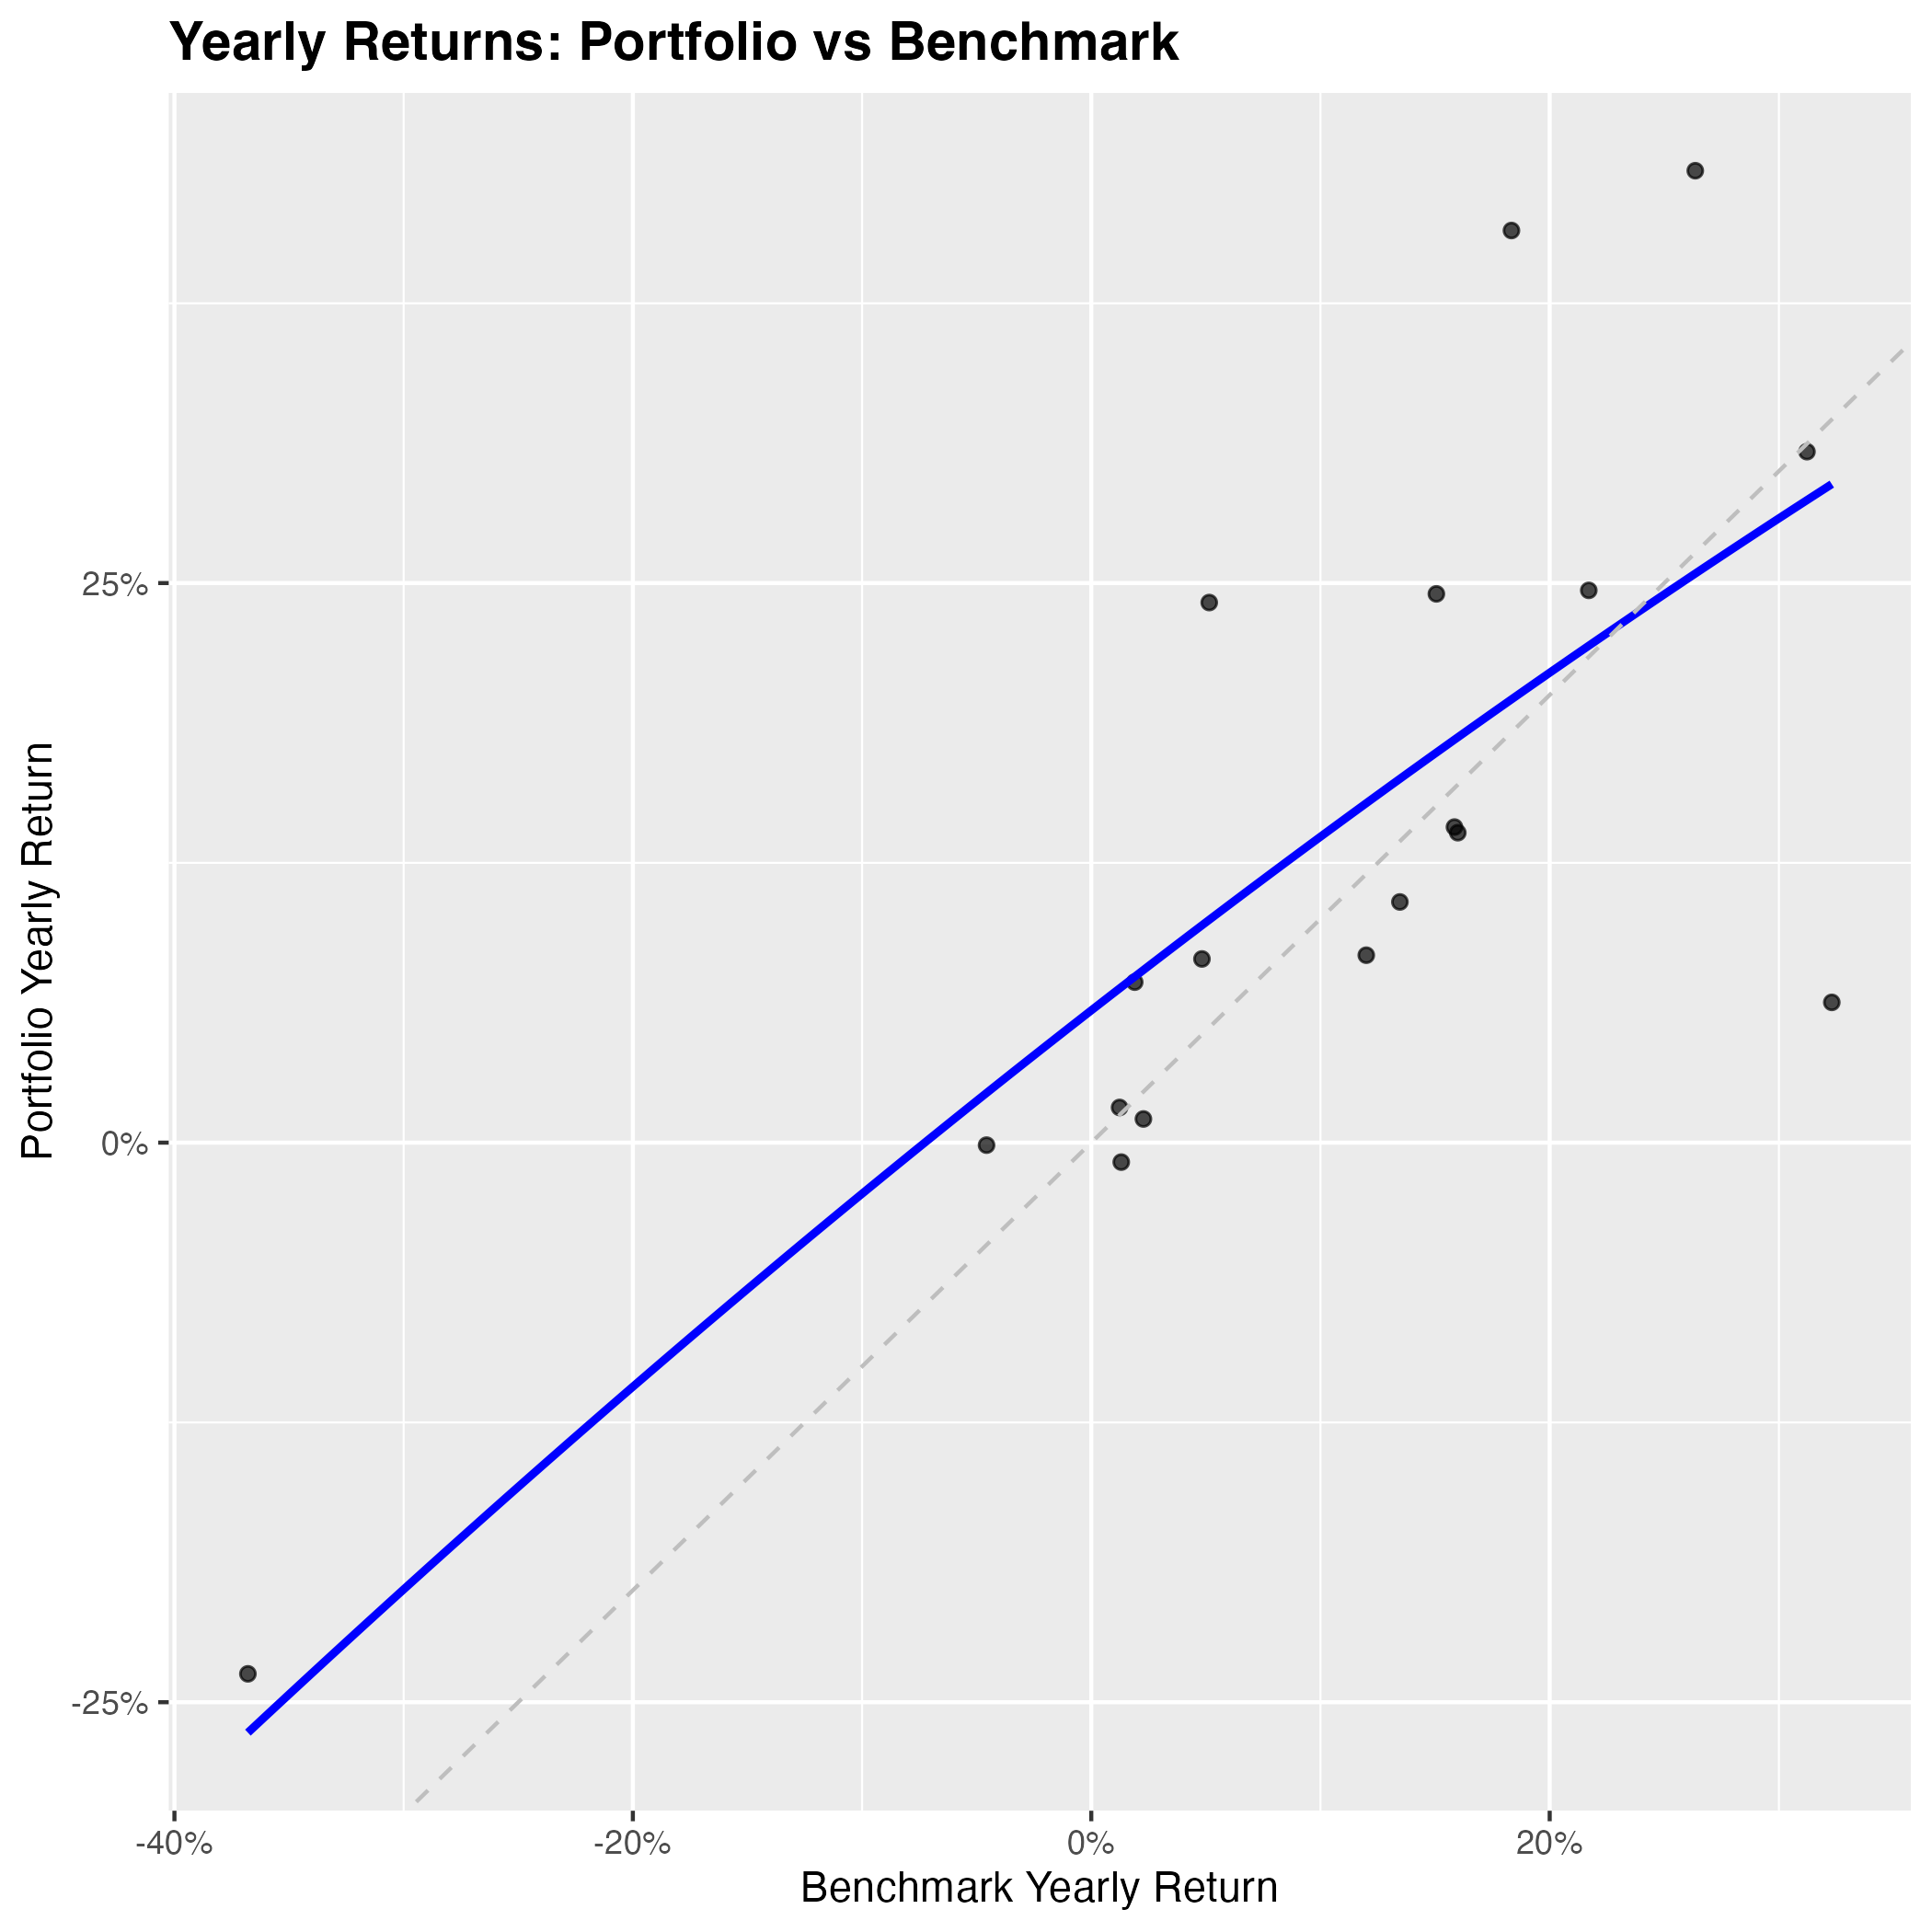 Yearly Returns: Portfolio vs Benchmark
Portfolio Yearly Return
25%
0%
-25%
-40%
-20%
0%
20%
Benchmark Yearly Return